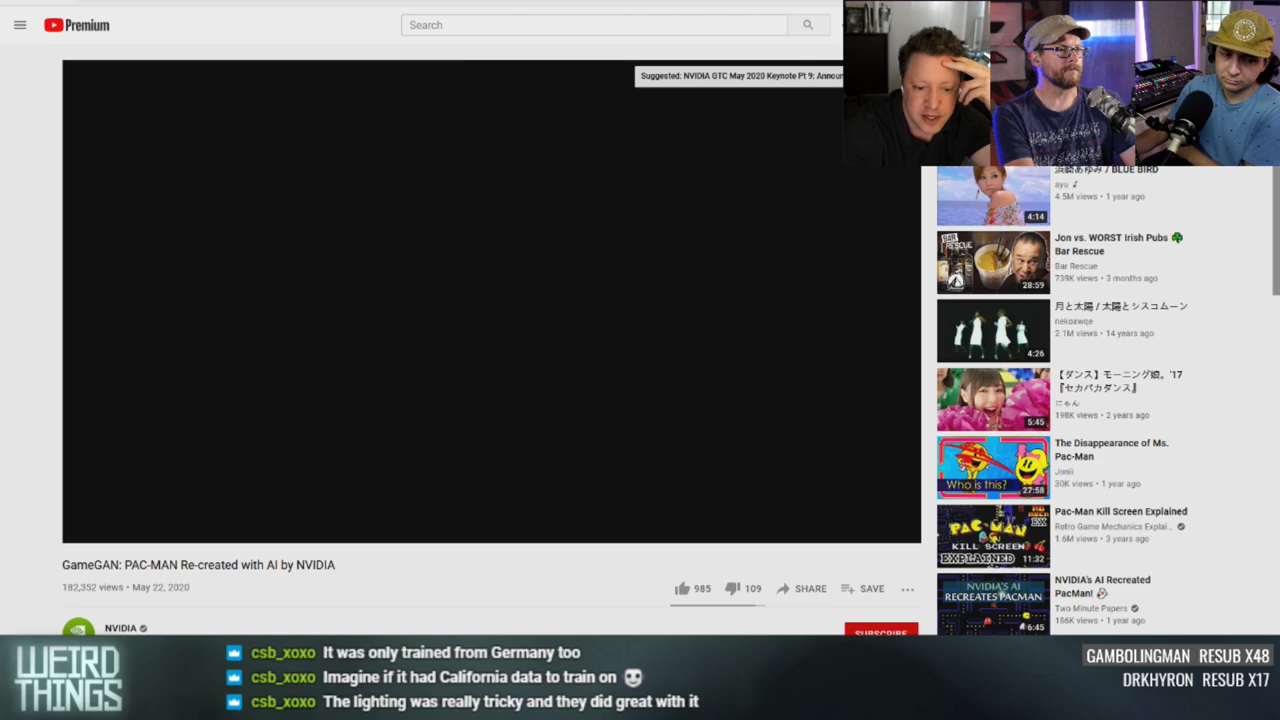 Premium
Search
Suggested: NVIDIA GTC May 2020 Keynote Pt 9: Annou
浜崎あゆみ / BLUE BIRD
ayu
4.5M views • 1 year ago
4:14
BAR RESCUE
Jon vs. WORST Irish Pubs ☘
Bar Rescue
Bar Rescue
739K views • 3 months ago
28:59
月と太陽 / 太陽とシスコムーン
nekoxwqe
2.1M views • 14 years ago
4:26
【ダンス】モーニング娘。'17
『セカパカダンス』
にゃん
198K views • 2 years ago
5:45
The Disappearance of Ms.
Pac-Man
Jonii
30K views • 1 year ago
Who is this?
27:58
Pac-Man Kill Screen Explained
Retro Game Mechanics Explai...
1.6M views • 3 years ago
PAC-MAN
KILL SCREEN
EXPLAINED
11:32
NVIDIA's AI Recreated
PacMan!
Two Minute Papers
186K views • 1 year ago
NVIDIA'S AI
RECREATES PACMAN
6:45
GameGAN: PAC-MAN Re-created with AI by NVIDIA
182,352 views • May 22, 2020
985
109
SHARE
SAVE
NVIDIA
SUBSCRIBE
WEIRD
THINGS
csb_xoxo It was only trained from Germany too
csb_xoxo Imagine if it had California data to train on
csb_xoxo The lighting was really tricky and they did great with it
GAMBOLINGMAN RESUB X48
DRKHYRON RESUB X17